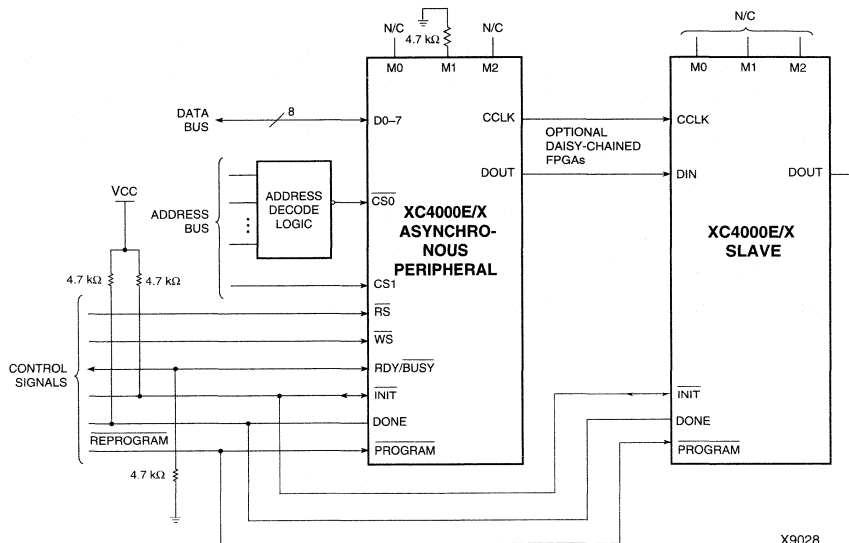 N/C
4.7 kΩ
N/C
M0
M1
M2
N/C
M0
M1
M2
DATA
BUS
8
D0–7
CCLK
OPTIONAL
DAISY-CHAINED
FPGAs
CCLK
DOUT
DIN
DOUT
VCC
ADDRESS
BUS
ADDRESS
DECODE
LOGIC
CS0
XC4000E/X
ASYNCHRO-
NOUS
PERIPHERAL
XC4000E/X
SLAVE
4.7 kΩ
4.7 kΩ
CS1
RS
WS
CONTROL
SIGNALS
RDY/BUSY
INIT
INIT
DONE
DONE
REPROGRAM
PROGRAM
PROGRAM
4.7 kΩ
X9028